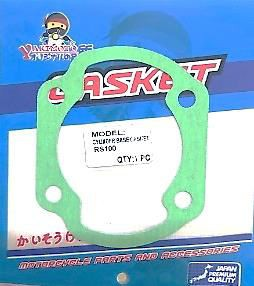 GASKET
MODEL:
CYLINDER BASE GASKET
RS100
QTY:1 PC
かいそうら
MOTORCYCLE PARTS AND ACCESSORIES
JAPAN
PREMIUM
QUALITY